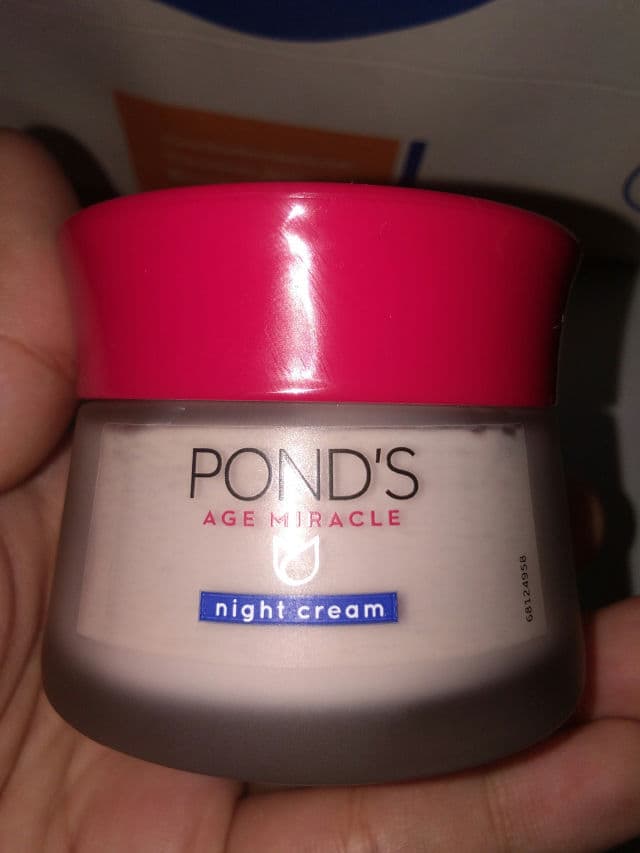 POND'S
AGE MIRACLE
night cream
68124958